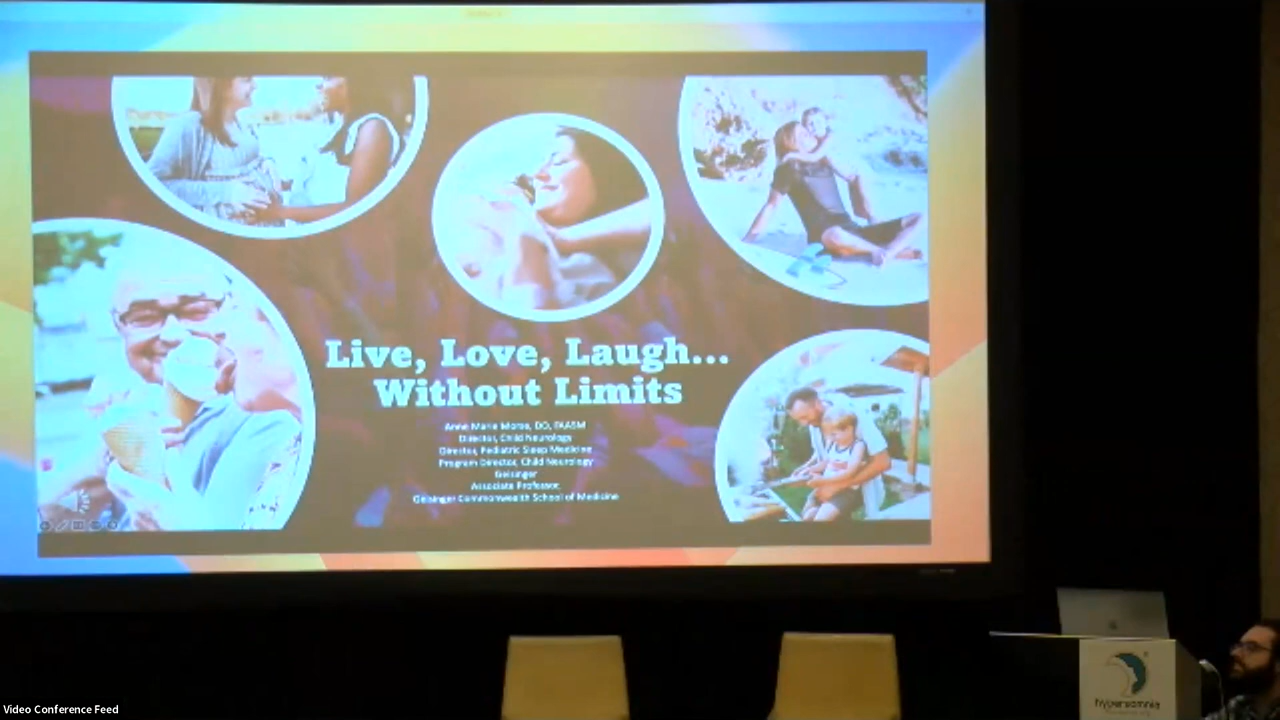 Live, Love, Laugh...
Without Limits
Anne Marie Morse, DO, FAASM
Director, Child Neurology
Director, Pediatric Sleep Medicine
Program Director, Child Neurology
Geisinger
Associate Professor,
Geisinger Commonwealth School of Medicine
hypersomnia
Video Conference Feed